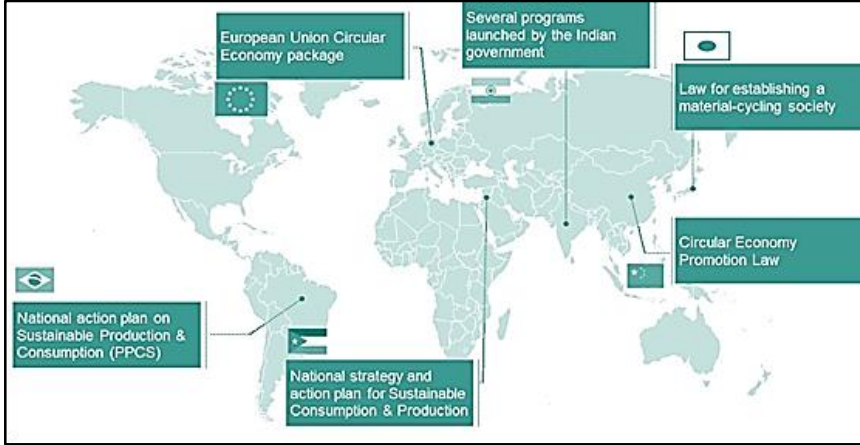 European Union Circular
Economy package
Several programs
launched by the Indian
government
Law for establishing a
material-cycling society
Circular Economy
Promotion Law
National action plan on
Sustainable Production &
Consumption (PPCS)
National strategy and
action plan for Sustainable
Consumption & Production